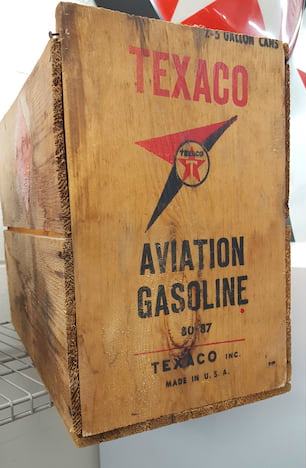 2-5 GALLON CANS
TEXACO
TEXACO
T
AVIATION
GASOLINE
80-87
TEXACO INC.
MADE IN U.S.A.